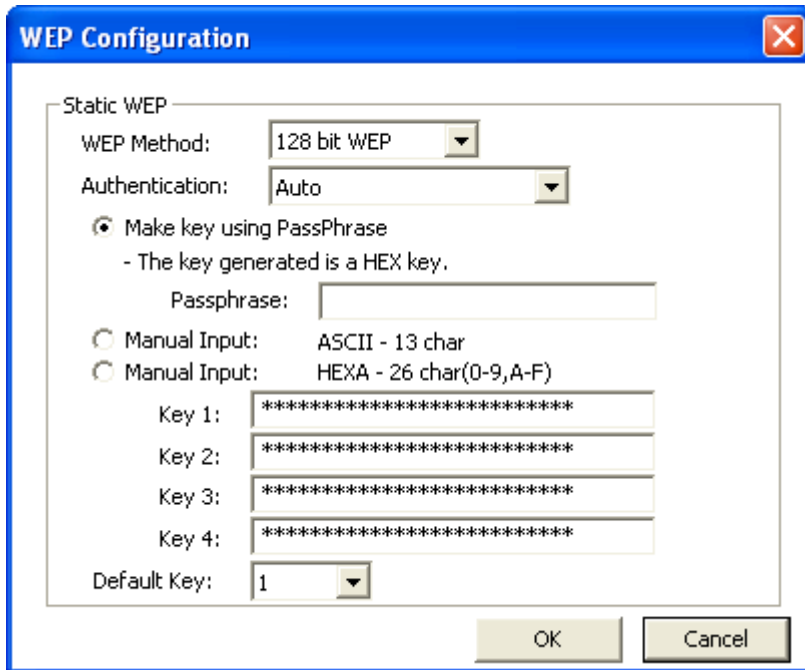 WEP Configuration
Static WEP
WEP Method: 128 bit WEP
Authentication: Auto
Make key using PassPhrase
- The key generated is a HEX key.
Passphrase:
Manual Input: ASCII - 13 char
Manual Input: HEXA - 26 char(0-9,A-F)
Key 1: **************************
Key 2: **************************
Key 3: **************************
Key 4: **************************
Default Key: 1
OK Cancel